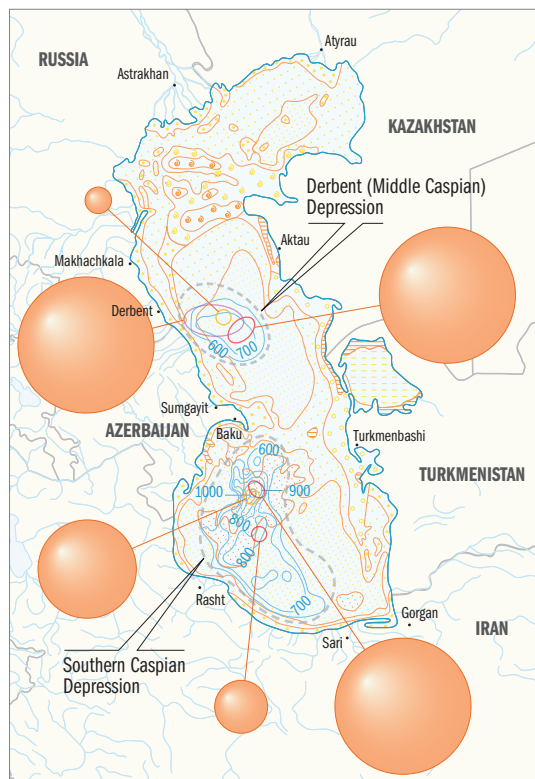 Atyrau
RUSSIA
Astrakhan
KAZAKHSTAN
Derbent (Middle Caspian)
Depression
Aktau
Makhachkala
Derbent
600
700
Sumgayit
AZERBAIJAN
Baku
Turkmenbashi
600
TURKMENISTAN
1000
900
800
800
700
Rasht
Gorgan
Sari
IRAN
Southern Caspian
Depression